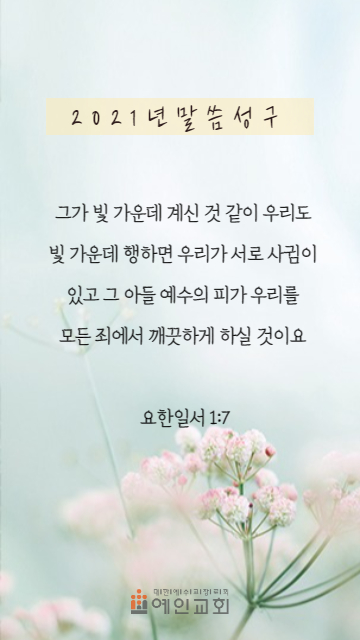 2021년말씀성구
그가 빛 가운데 계신 것 같이 우리도
빛 가운데 행하면 우리가 서로 사귐이
있고 그 아들 예수의 피가 우리를
모든 죄에서 깨끗하게 하실 것이요
요한일서 1:7
예인교회